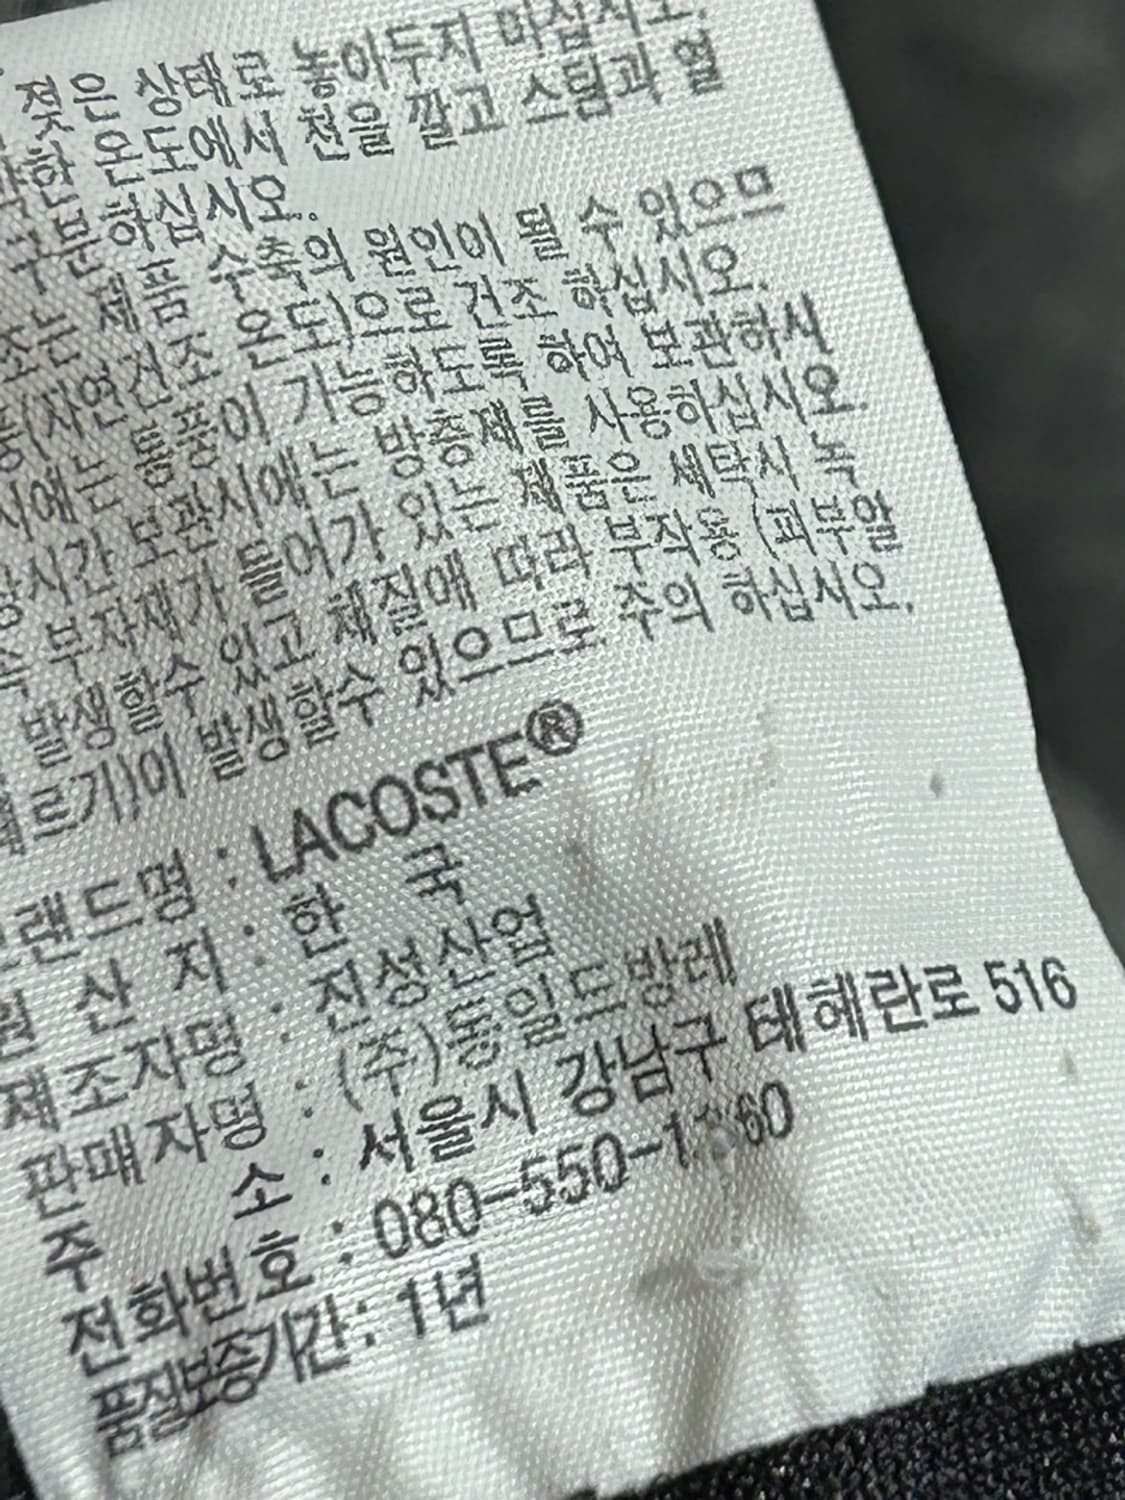 젖은 상태로 놓아두지 마십시오.
한 온도에서 천을 깔고 스팀과 열
구분 하십시오.
조는 제품 수축의 원인이 될 수 있으므
풍(자연건조 온도)으로 건조 하십시오.
시에는 통풍이 가능하도록 하여 보관하시
장시간 보관시에는 방충제를 사용하십시오.
부자재가 들어가 있는 제품은 세탁시 녹
발생할수 있고 체질에 따라 부작용 (피부알
레르기)이 발생할수 있으므로 주의 하십시오.
브랜드명 : LACOSTE®
원 산 지 : 한 국
제조자명 : 진성산업
판매자명 : (주)동일드방레
주 소 : 서울시 강남구 테헤란로 516
전화번호 : 080-550-
품질보증기간 : 1년